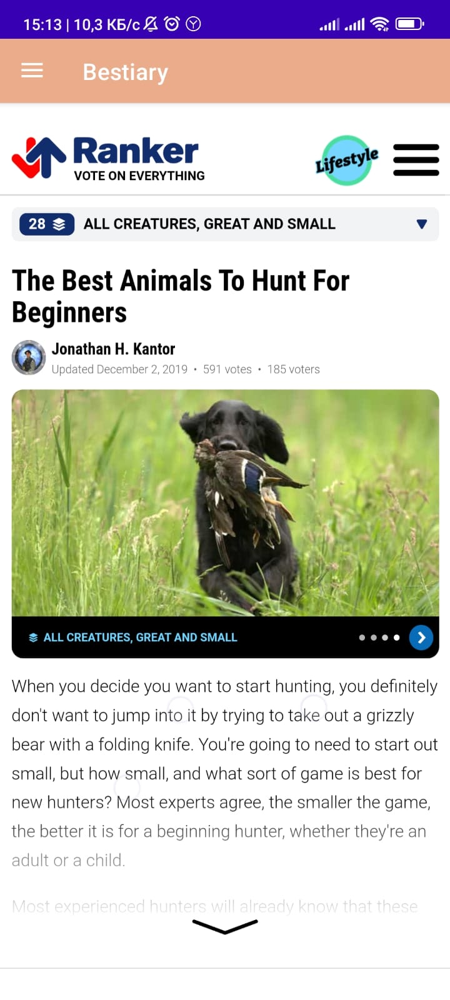 15:13 | 10,3 КБ/с
Bestiary
Ranker
VOTE ON EVERYTHING
Lifestyle
28 ALL CREATURES, GREAT AND SMALL
The Best Animals To Hunt For
Beginners
Jonathan H. Kantor
Updated December 2, 2019 • 591 votes • 185 voters
ALL CREATURES, GREAT AND SMALL
When you decide you want to start hunting, you definitely
don't want to jump into it by trying to take out a grizzly
bear with a folding knife. You're going to need to start out
small, but how small, and what sort of game is best for
new hunters? Most experts agree, the smaller the game,
the better it is for a beginning hunter, whether they're an
adult or a child.
Most experienced hunters will already know that these